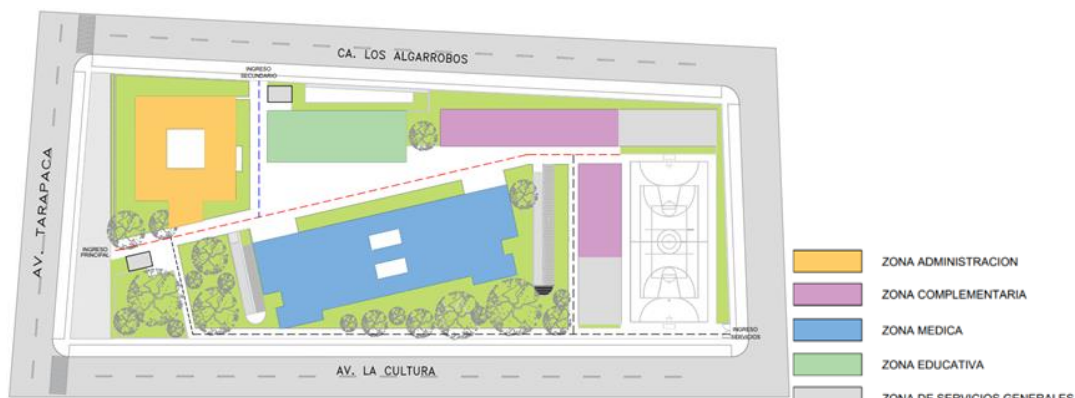 CA. LOS ALGARROBOS
INGRESO
SECUNDARIO
AV. TARAPACA
INGRESO
PRINCIPAL
INGRESO
SERVICIOS
AV. LA CULTURA
ZONA ADMINISTRACION
ZONA COMPLEMENTARIA
ZONA MEDICA
ZONA EDUCATIVA
ZONA DE SERVICIOS GENERALES